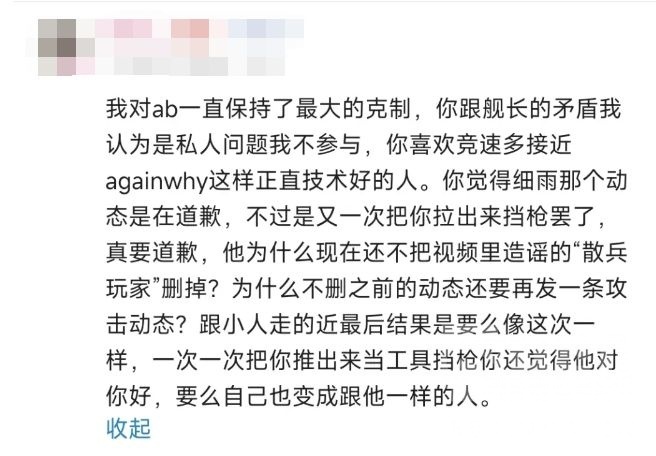 我对ab一直保持了最大的克制，你跟舰长的矛盾我
认为是私人问题我不参与，你喜欢竞速多接近
againwhy这样正直技术好的人。你觉得细雨那个动
态是在道歉，不过是又一次把你拉出来挡枪罢了，
真要道歉，他为什么现在还不把视频里造谣的“散兵
玩家”删掉？为什么不删之前的动态还要再发一条攻
击动态？跟小人走的近最后结果是要么像这次一
样，一次一次把你推出来当工具挡枪你还觉得他对
你好，要么自己也变成跟他一样的人。
收起